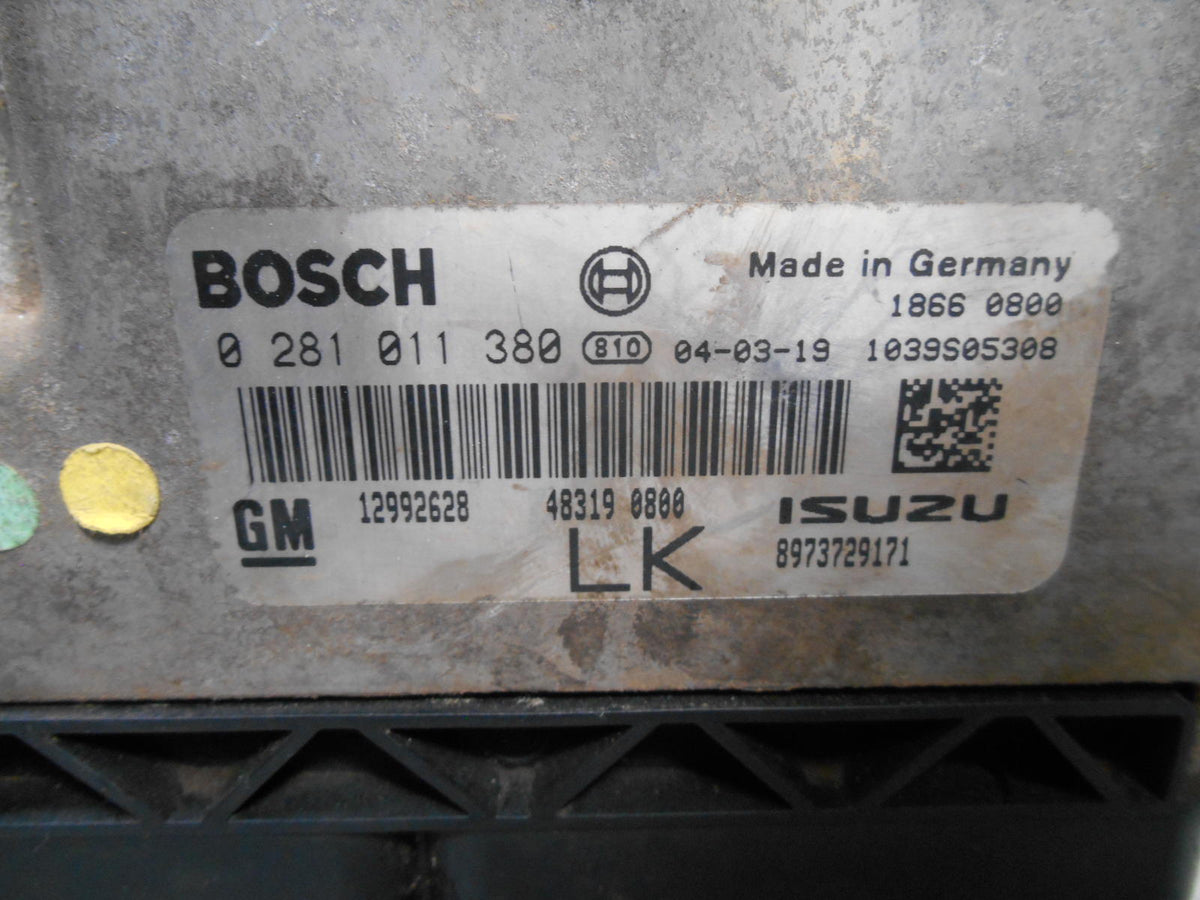 BOSCH
Made in Germany
1866 0800
0 281 011 380 810 04-03-19 1039S05308
GM 12992628 48319 0800 ISUZU
LK 8973729171